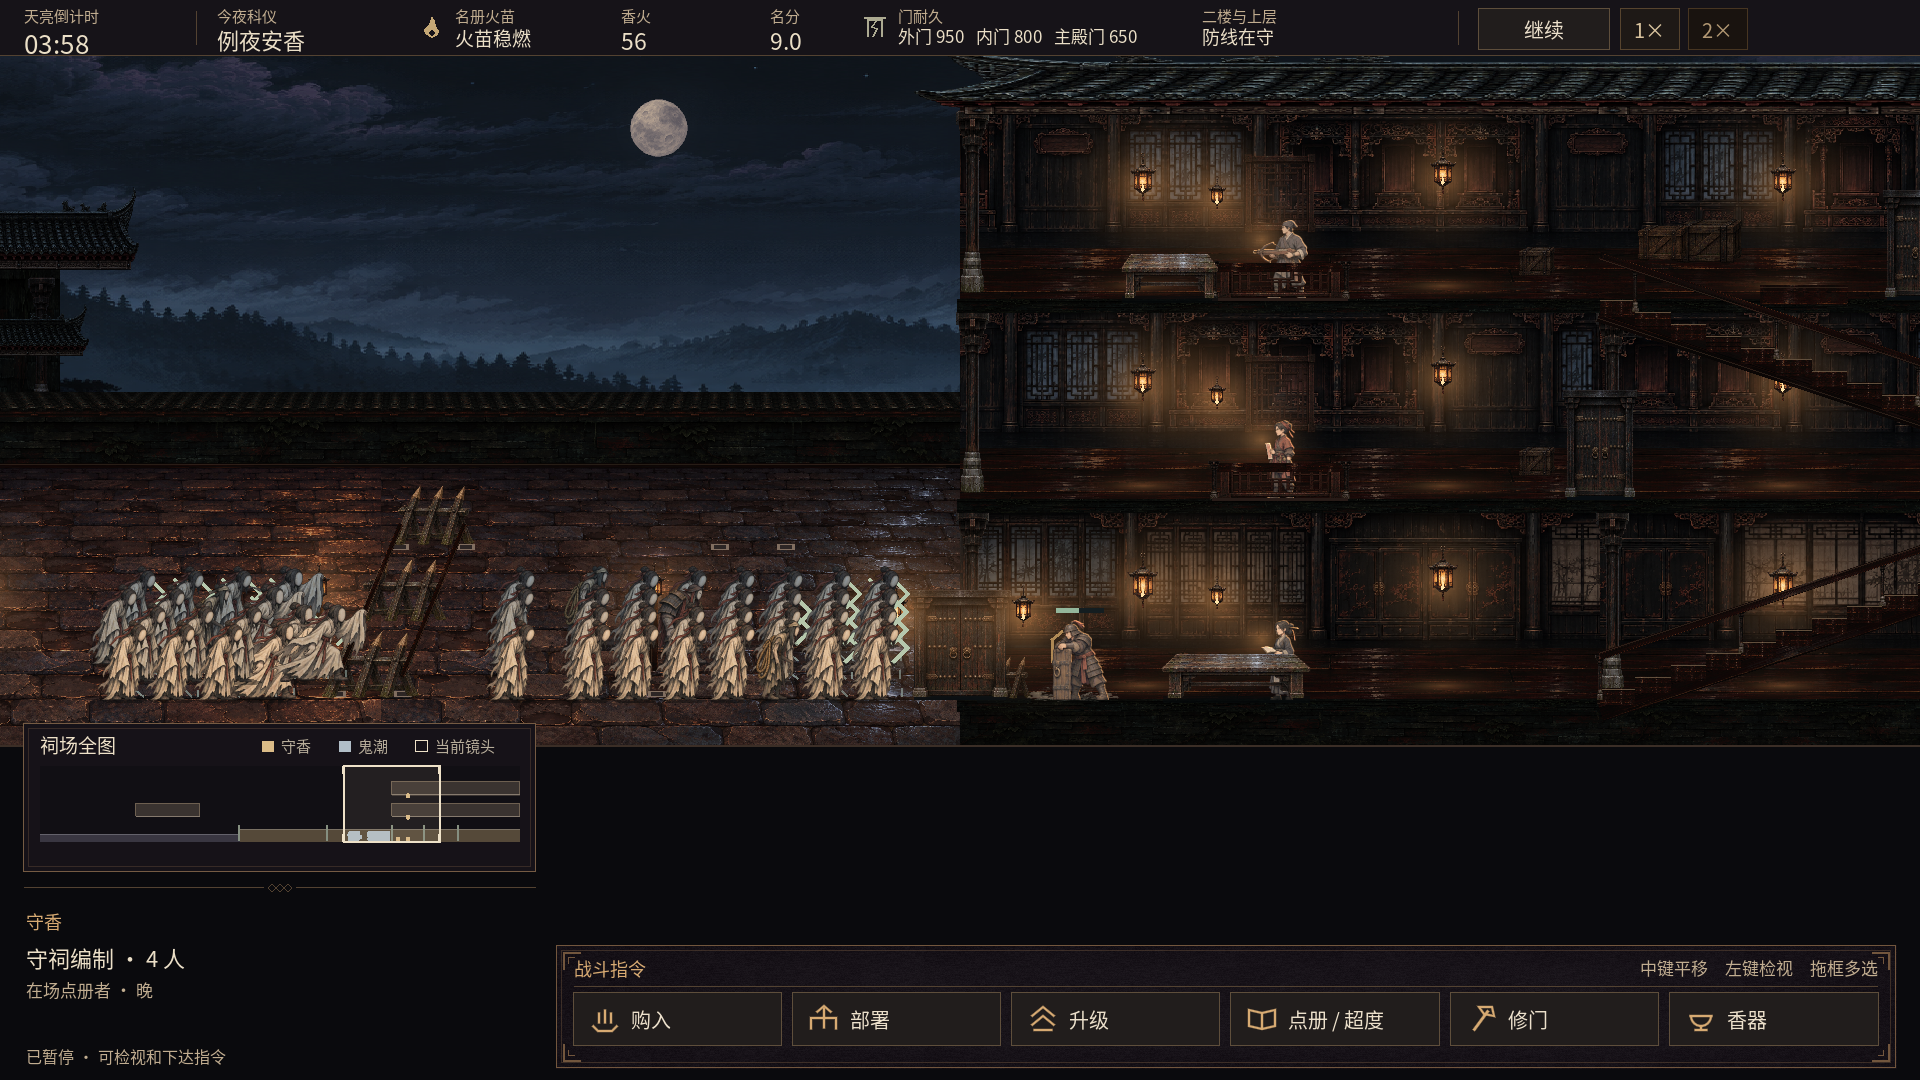 天亮倒计时
03:58
今夜科仪
例夜安香
名册火苗
火苗稳燃
香火
56
名分
9.0
门耐久
外门 950 内门 800 主殿门 650
二楼与上层
防线在守
继续
1×
2×
祠场全图
守香
鬼潮
当前镜头
守香
守祠编制 · 4 人
在场点册者 · 晚
已暂停 · 可检视和下达指令
战斗指令
中键平移 左键检视 拖框多选
购入
部署
升级
点册 / 超度
修门
香器